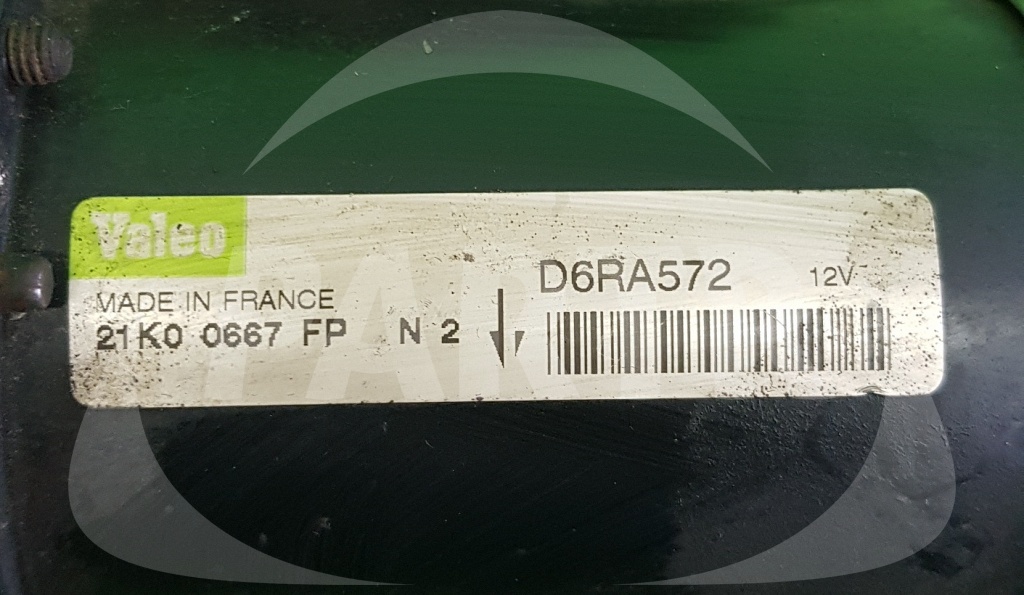 Valeo
MADE IN FRANCE
21K0 0667 FP N 2
D6RA572 12V